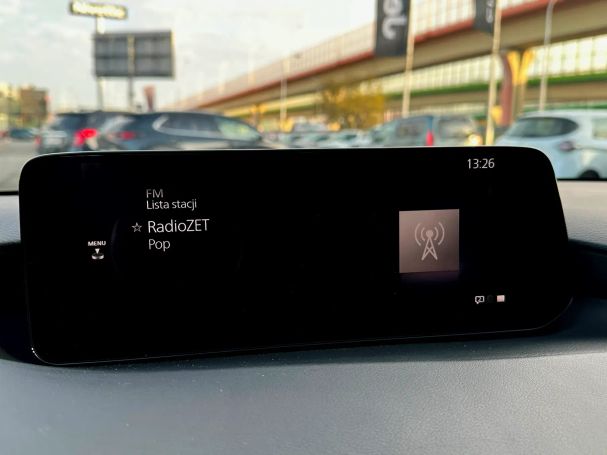 13:26
FM
Lista stacji
☆ RadioZET
Pop
MENU